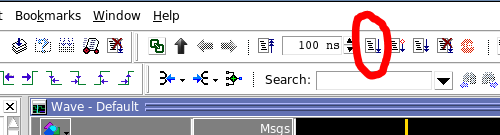 Bookmarks Window Help
100 ns
Search:
Wave - Default
Msgs